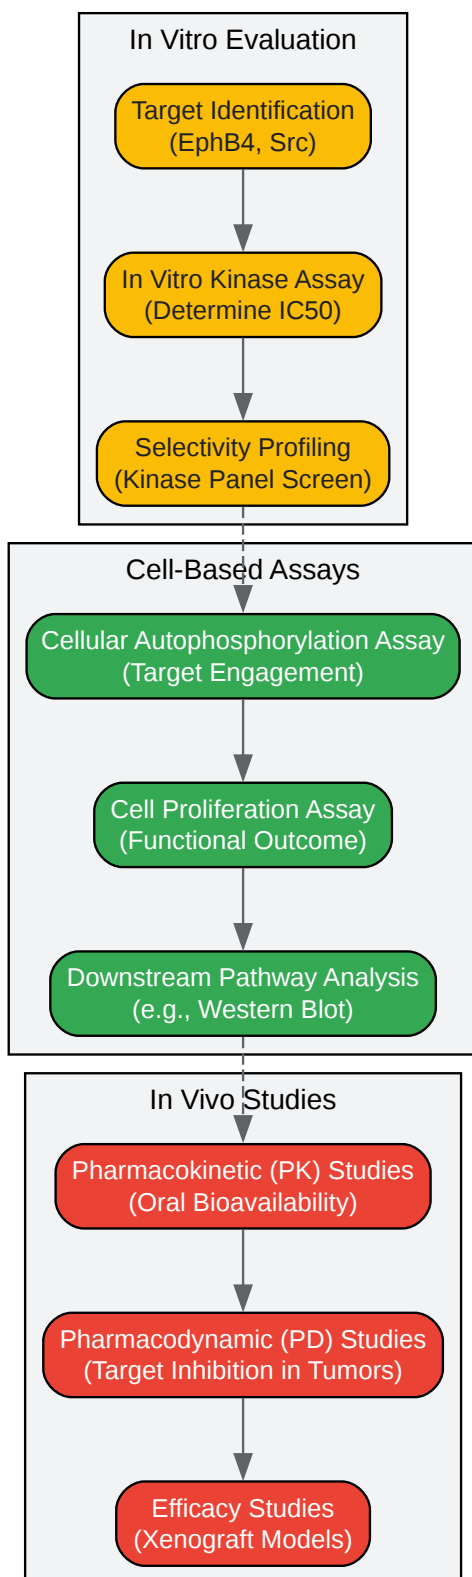 In Vitro Evaluation
Target Identification
(EphB4, Src)
In Vitro Kinase Assay
(Determine IC50)
Selectivity Profiling
(Kinase Panel Screen)
Cell-Based Assays
Cellular Autophosphorylation Assay
(Target Engagement)
Cell Proliferation Assay
(Functional Outcome)
Downstream Pathway Analysis
(e.g., Western Blot)
In Vivo Studies
Pharmacokinetic (PK) Studies
(Oral Bioavailability)
Pharmacodynamic (PD) Studies
(Target Inhibition in Tumors)
Efficacy Studies
(Xenograft Models)